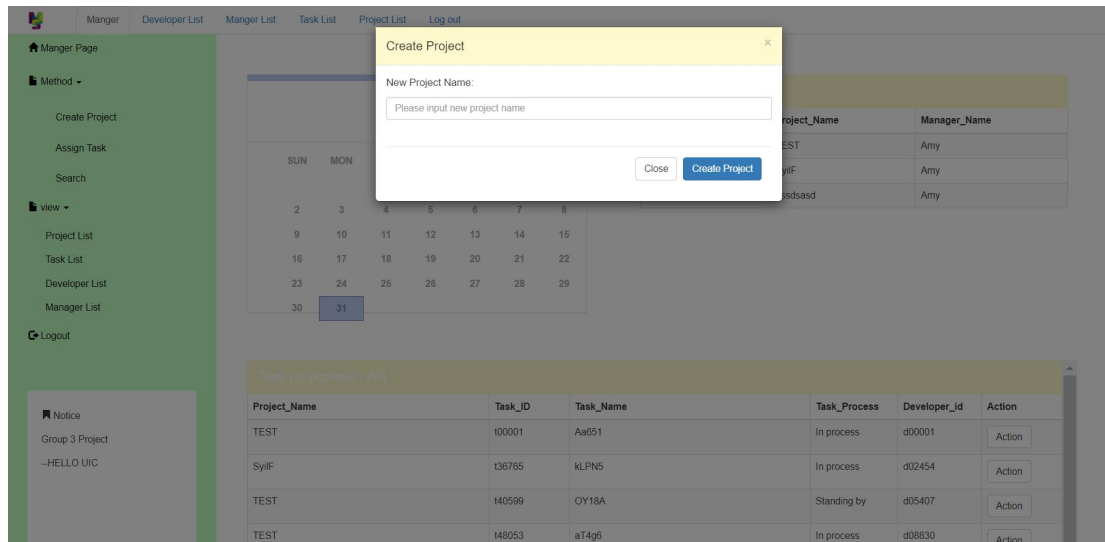 Manger Developer List Manger List Task List Project List Log out
Manger Page
Method
Create Project
Assign Task
Search
view
Project List
Task List
Developer List
Manager List
Logout
Notice
Group 3 Project
--HELLO UIC
Create Project ×
New Project Name:
Please input new project name
Close Create Project
SUN MON
2 3 4 5 6 7 8
9 10 11 12 13 14 15
16 17 18 19 20 21 22
23 24 25 26 27 28 29
30 31
roject_Name Manager_Name
EST Amy
yilF Amy
ssdsasd Amy
Task (In process / All)
Project_Name Task_ID Task_Name Task_Process Developer_id Action
TEST t00001 Aa651 In process d00001 Action
SyilF t36765 kLPN5 In process d02454 Action
TEST t40599 OY18A Standing by d05407 Action
TEST t48053 aT4g6 In process d08830 Action